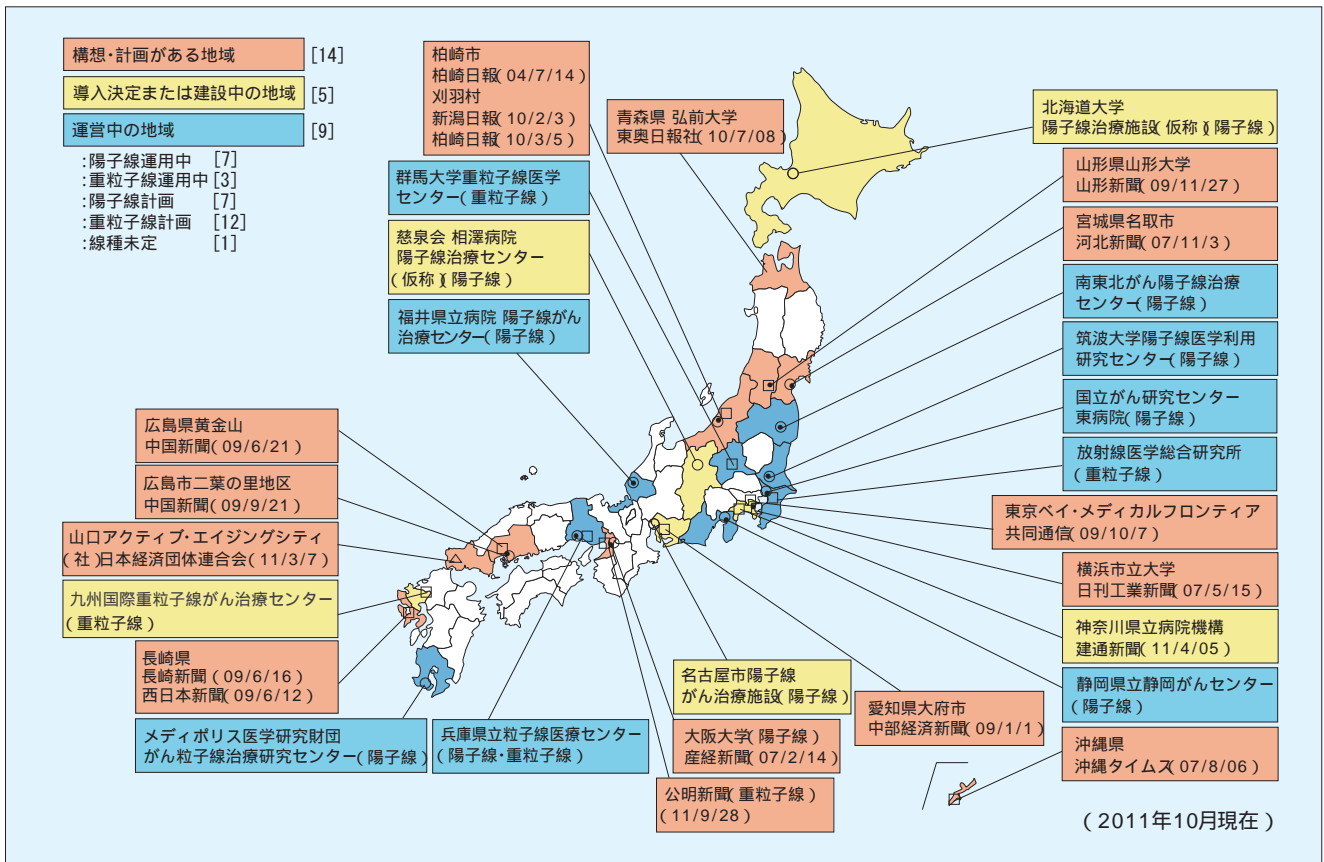 構想・計画がある地域 [14]
導入決定または建設中の地域 [5]
運営中の地域 [9]
:陽子線運用中 [7]
:重粒子線運用中 [3]
:陽子線計画 [7]
:重粒子線計画 [12]
:線種未定 [1]
柏崎市
柏崎日報(04/7/14)
刈羽村
新潟日報(10/2/3)
柏崎日報(10/3/5)
群馬大学重粒子線医学
センター(重粒子線)
慈泉会 相澤病院
陽子線治療センター
(仮称)(陽子線)
福井県立病院 陽子線がん
治療センター(陽子線)
青森県 弘前大学
東奥日報社(10/7/08)
北海道大学
陽子線治療施設(仮称)(陽子線)
山形県山形大学
山形新聞(09/11/27)
宮城県名取市
河北新聞(07/11/3)
南東北がん陽子線治療
センター(陽子線)
筑波大学陽子線医学利用
研究センター(陽子線)
国立がん研究センター
東病院(陽子線)
放射線医学総合研究所
(重粒子線)
東京ベイ・メディカルフロンティア
共同通信(09/10/7)
横浜市立大学
日刊工業新聞(07/5/15)
神奈川県立病院機構
建通新聞(11/4/05)
静岡県立静岡がんセンター
(陽子線)
沖縄県
沖縄タイムス(07/8/06)
広島県黄金山
中国新聞(09/6/21)
広島市二葉の里地区
中国新聞(09/9/21)
山口アクティブ・エイジングシティ
(社)日本経済団体連合会(11/3/7)
九州国際重粒子線がん治療センター
(重粒子線)
長崎県
長崎新聞(09/6/16)
西日本新聞(09/6/12)
メディポリス医学研究財団
がん粒子線治療研究センター(陽子線)
兵庫県立粒子線医療センター
(陽子線・重粒子線)
名古屋市陽子線
がん治療施設(陽子線)
大阪大学(陽子線)
産経新聞(07/2/14)
公明新聞(重粒子線)
(11/9/28)
愛知県大府市
中部経済新聞(09/1/1)
(2011年10月現在)